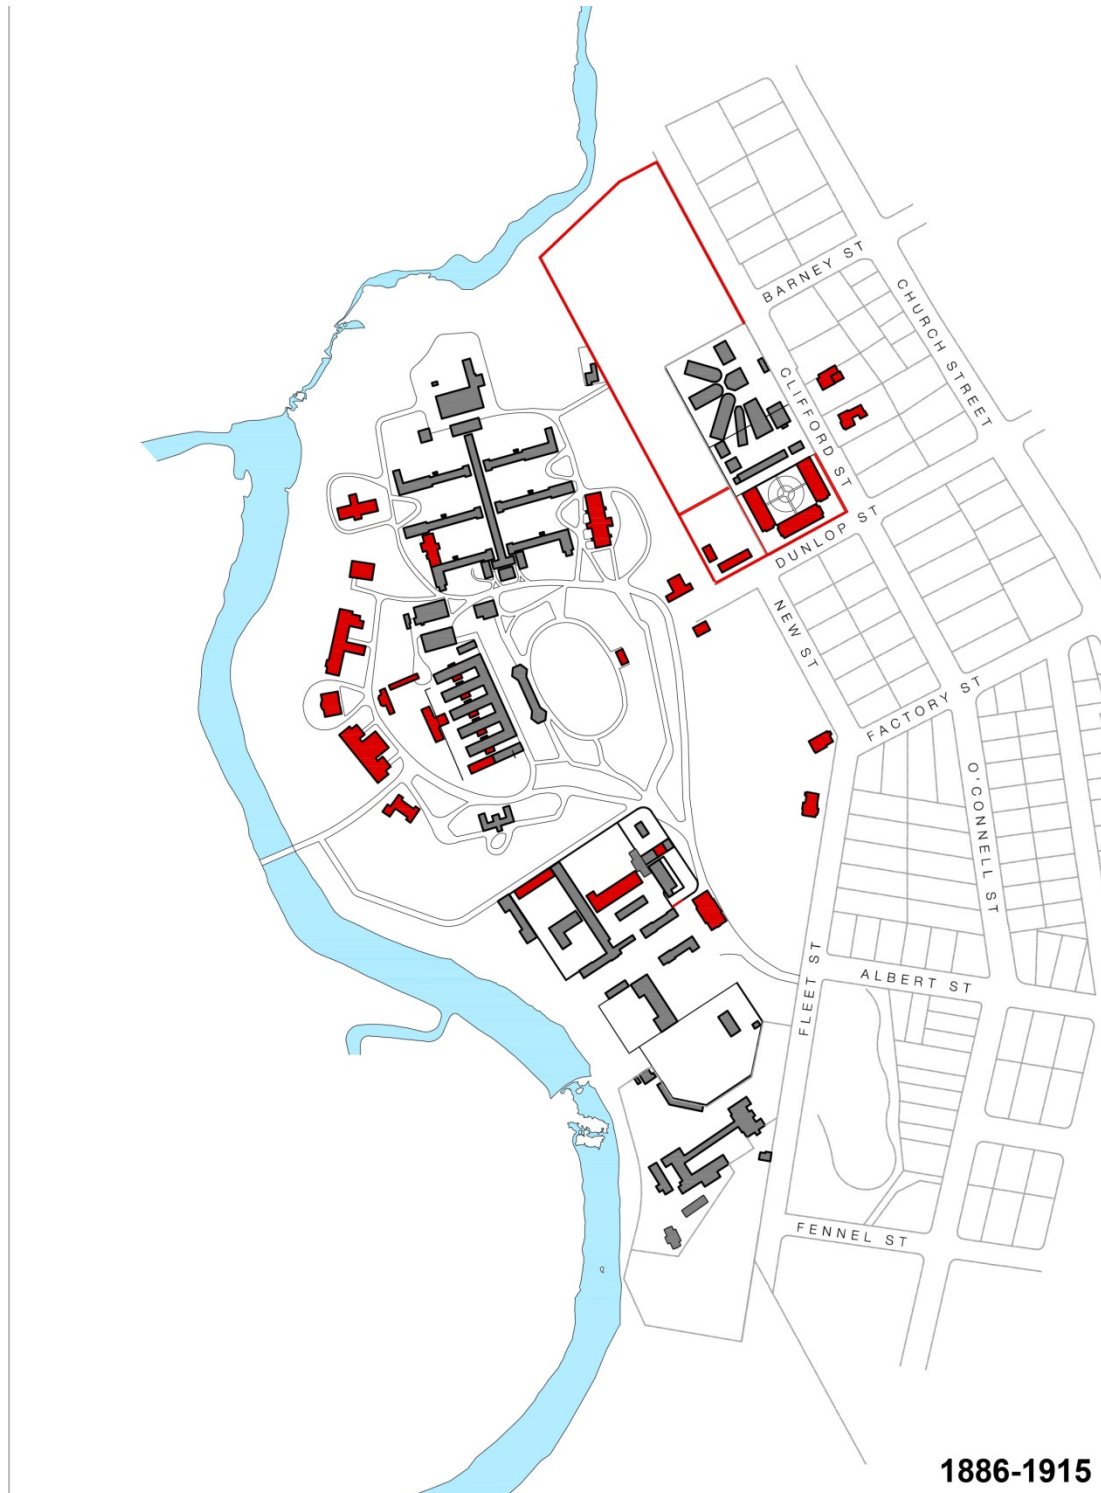 BARNEY ST
CHURCH STREET
CLIFFORD ST
DUNLOP ST
NEW ST
FACTORY ST
O'CONNELL ST
ALBERT ST
FLEET ST
FENNEL ST
1886-1915